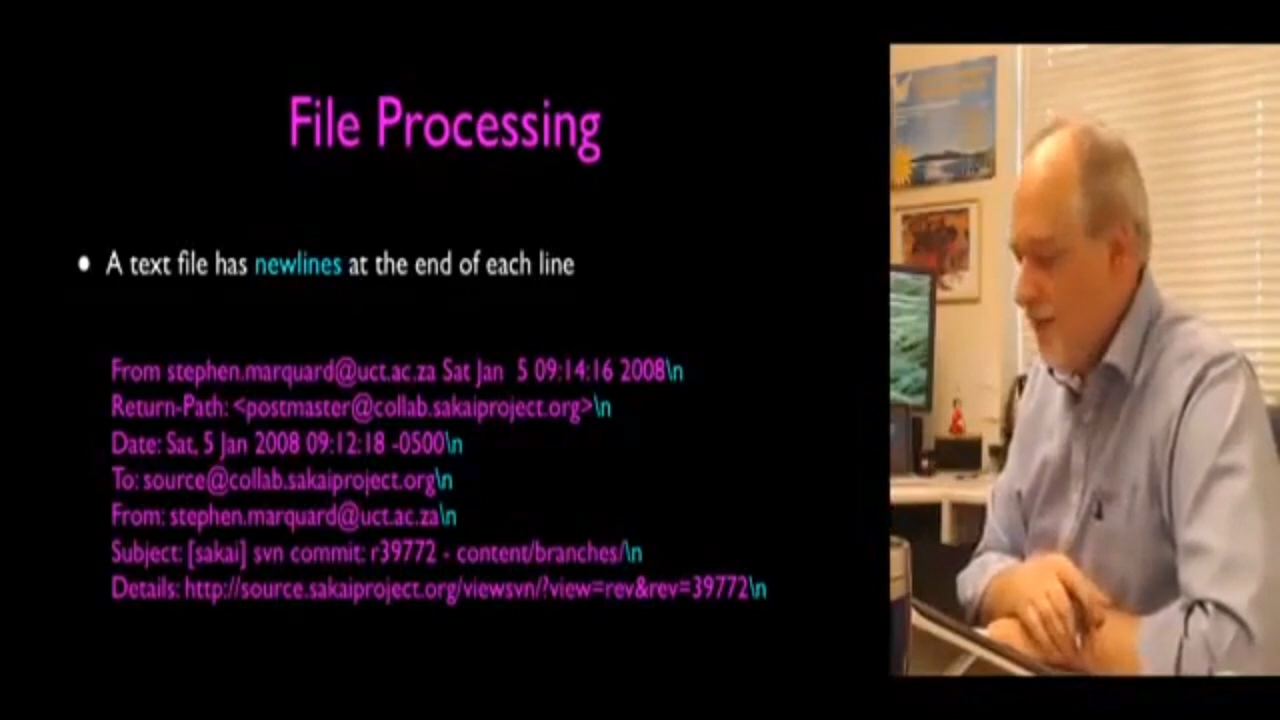 File Processing
• A text file has newlines at the end of each line
From stephen.marquard@uct.ac.za Sat Jan  5 09:14:16 2008\n
Return-Path: <postmaster@collab.sakaiproject.org>\n
Date: Sat, 5 Jan 2008 09:12:18 -0500\n
To: source@collab.sakaiproject.org\n
From: stephen.marquard@uct.ac.za\n
Subject: [sakai] svn commit: r39772 - content/branches/\n
Details: http://source.sakaiproject.org/viewsvn/?view=rev&rev=39772\n